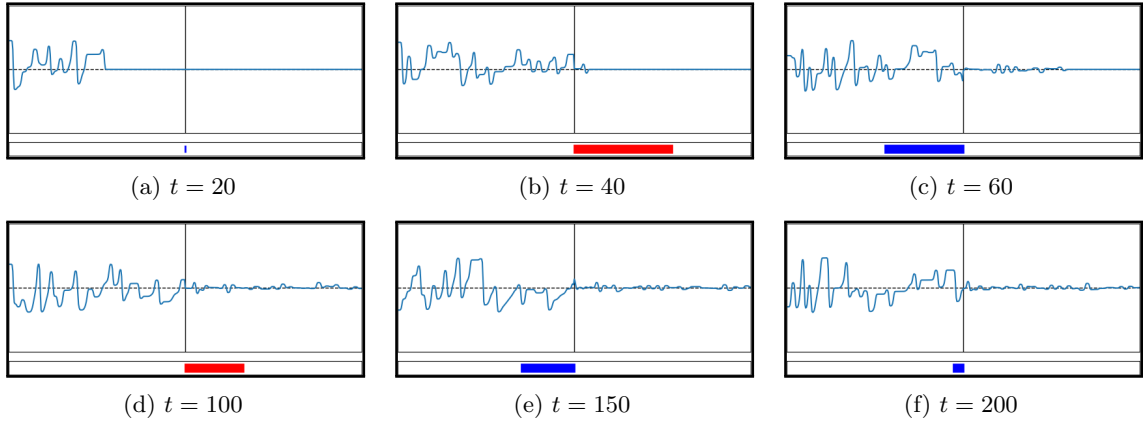 (a) t = 20
(b) t = 40
(c) t = 60
(d) t = 100
(e) t = 150
(f) t = 200